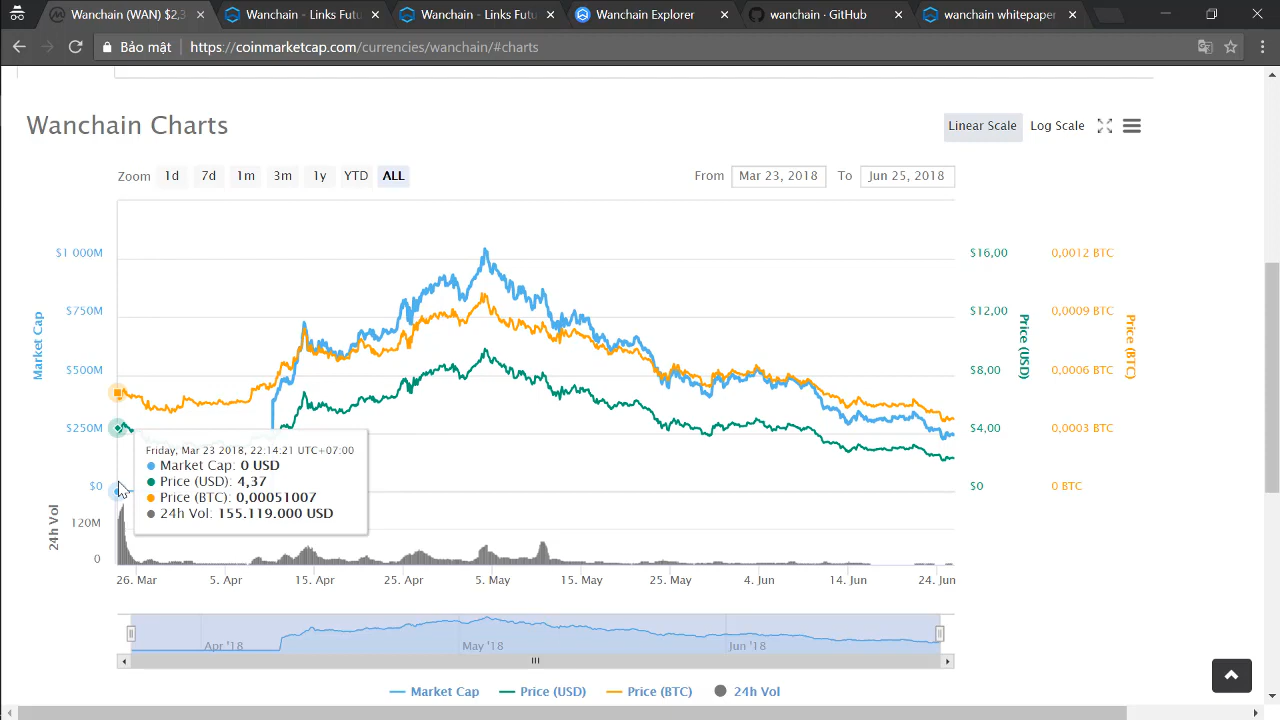 Wanchain (WAN) $2,3
Wanchain - Links Futu
Wanchain - Links Futu
Wanchain Explorer
wanchain · GitHub
wanchain whitepaper
Bảo mật
https://coinmarketcap.com/currencies/wanchain/#charts
Wanchain Charts
Linear Scale Log Scale
Zoom 1d 7d 1m 3m 1y YTD ALL
From Mar 23, 2018 To Jun 25, 2018
$1 000M $16,00 0,0012 BTC
$750M $12,00 0,0009 BTC
$500M $8,00 0,0006 BTC
$250M $4,00 0,0003 BTC
$0 $0 0 BTC
Market Cap
Price (USD)
Price (BTC)
Friday, Mar 23 2018, 22:14.21 UTC+07:00
Market Cap: 0 USD
Price (USD): 4,37
Price (BTC): 0,00051007
24h Vol: 155.119.000 USD
24h Vol
120M
0
26. Mar 5. Apr 15. Apr 25. Apr 5. May 15. May 25. May 4. Jun 14. Jun 24. Jun
Apr '18 May '18 Jun '18
Market Cap Price (USD) Price (BTC) 24h Vol